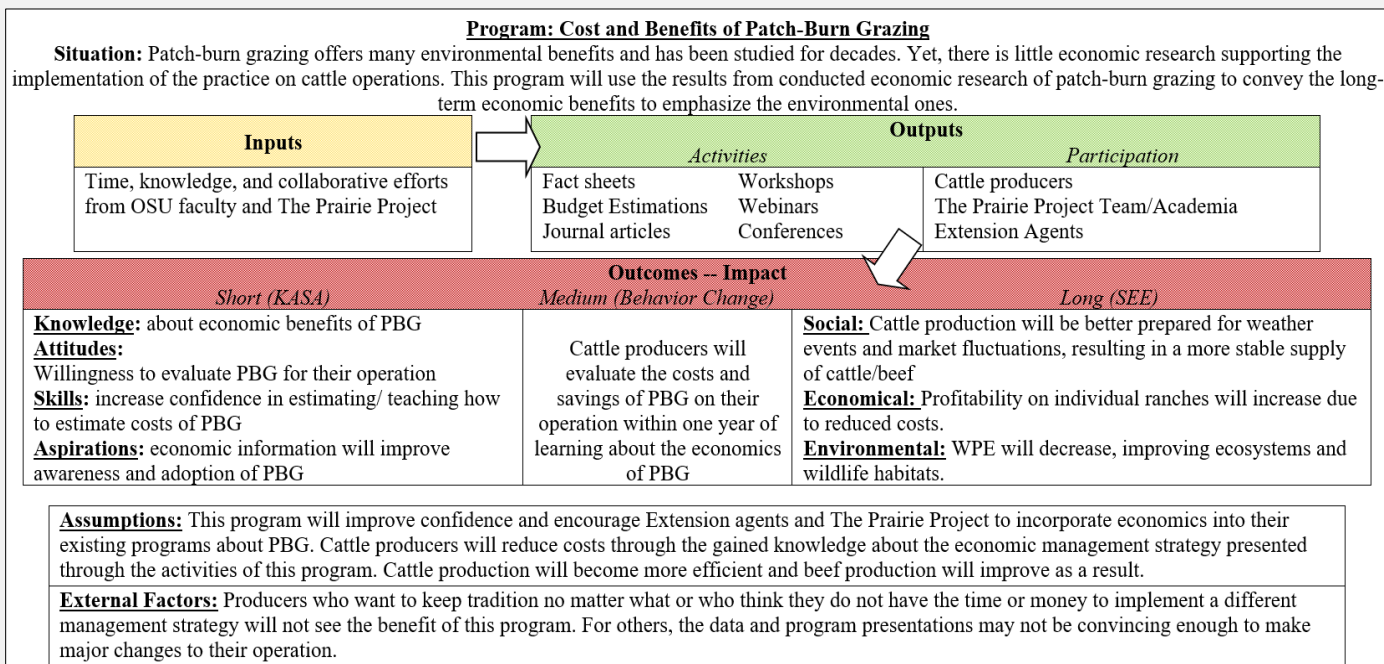 Program: Cost and Benefits of Patch-Burn Grazing
Situation: Patch-burn grazing offers many environmental benefits and has been studied for decades. Yet, there is little economic research supporting the
implementation of the practice on cattle operations. This program will use the results from conducted economic research of patch-burn grazing to convey the long-
term economic benefits to emphasize the environmental ones.
Inputs
Time, knowledge, and collaborative efforts
from OSU faculty and The Prairie Project
Outputs
Activities Participation
Fact sheets Workshops
Budget Estimations Webinars
Journal articles Conferences
Cattle producers
The Prairie Project Team/Academia
Extension Agents
Outcomes -- Impact
Short (KASA) Medium (Behavior Change) Long (SEE)
Knowledge: about economic benefits of PBG
Attitudes:
Willingness to evaluate PBG for their operation
Skills: increase confidence in estimating/ teaching how
to estimate costs of PBG
Aspirations: economic information will improve
awareness and adoption of PBG
Cattle producers will
evaluate the costs and
savings of PBG on their
operation within one year of
learning about the economics
of PBG
Social: Cattle production will be better prepared for weather
events and market fluctuations, resulting in a more stable supply
of cattle/beef
Economical: Profitability on individual ranches will increase due
to reduced costs.
Environmental: WPE will decrease, improving ecosystems and
wildlife habitats.
Assumptions: This program will improve confidence and encourage Extension agents and The Prairie Project to incorporate economics into their
existing programs about PBG. Cattle producers will reduce costs through the gained knowledge about the economic management strategy presented
through the activities of this program. Cattle production will become more efficient and beef production will improve as a result.
External Factors: Producers who want to keep tradition no matter what or who think they do not have the time or money to implement a different
management strategy will not see the benefit of this program. For others, the data and program presentations may not be convincing enough to make
major changes to their operation.